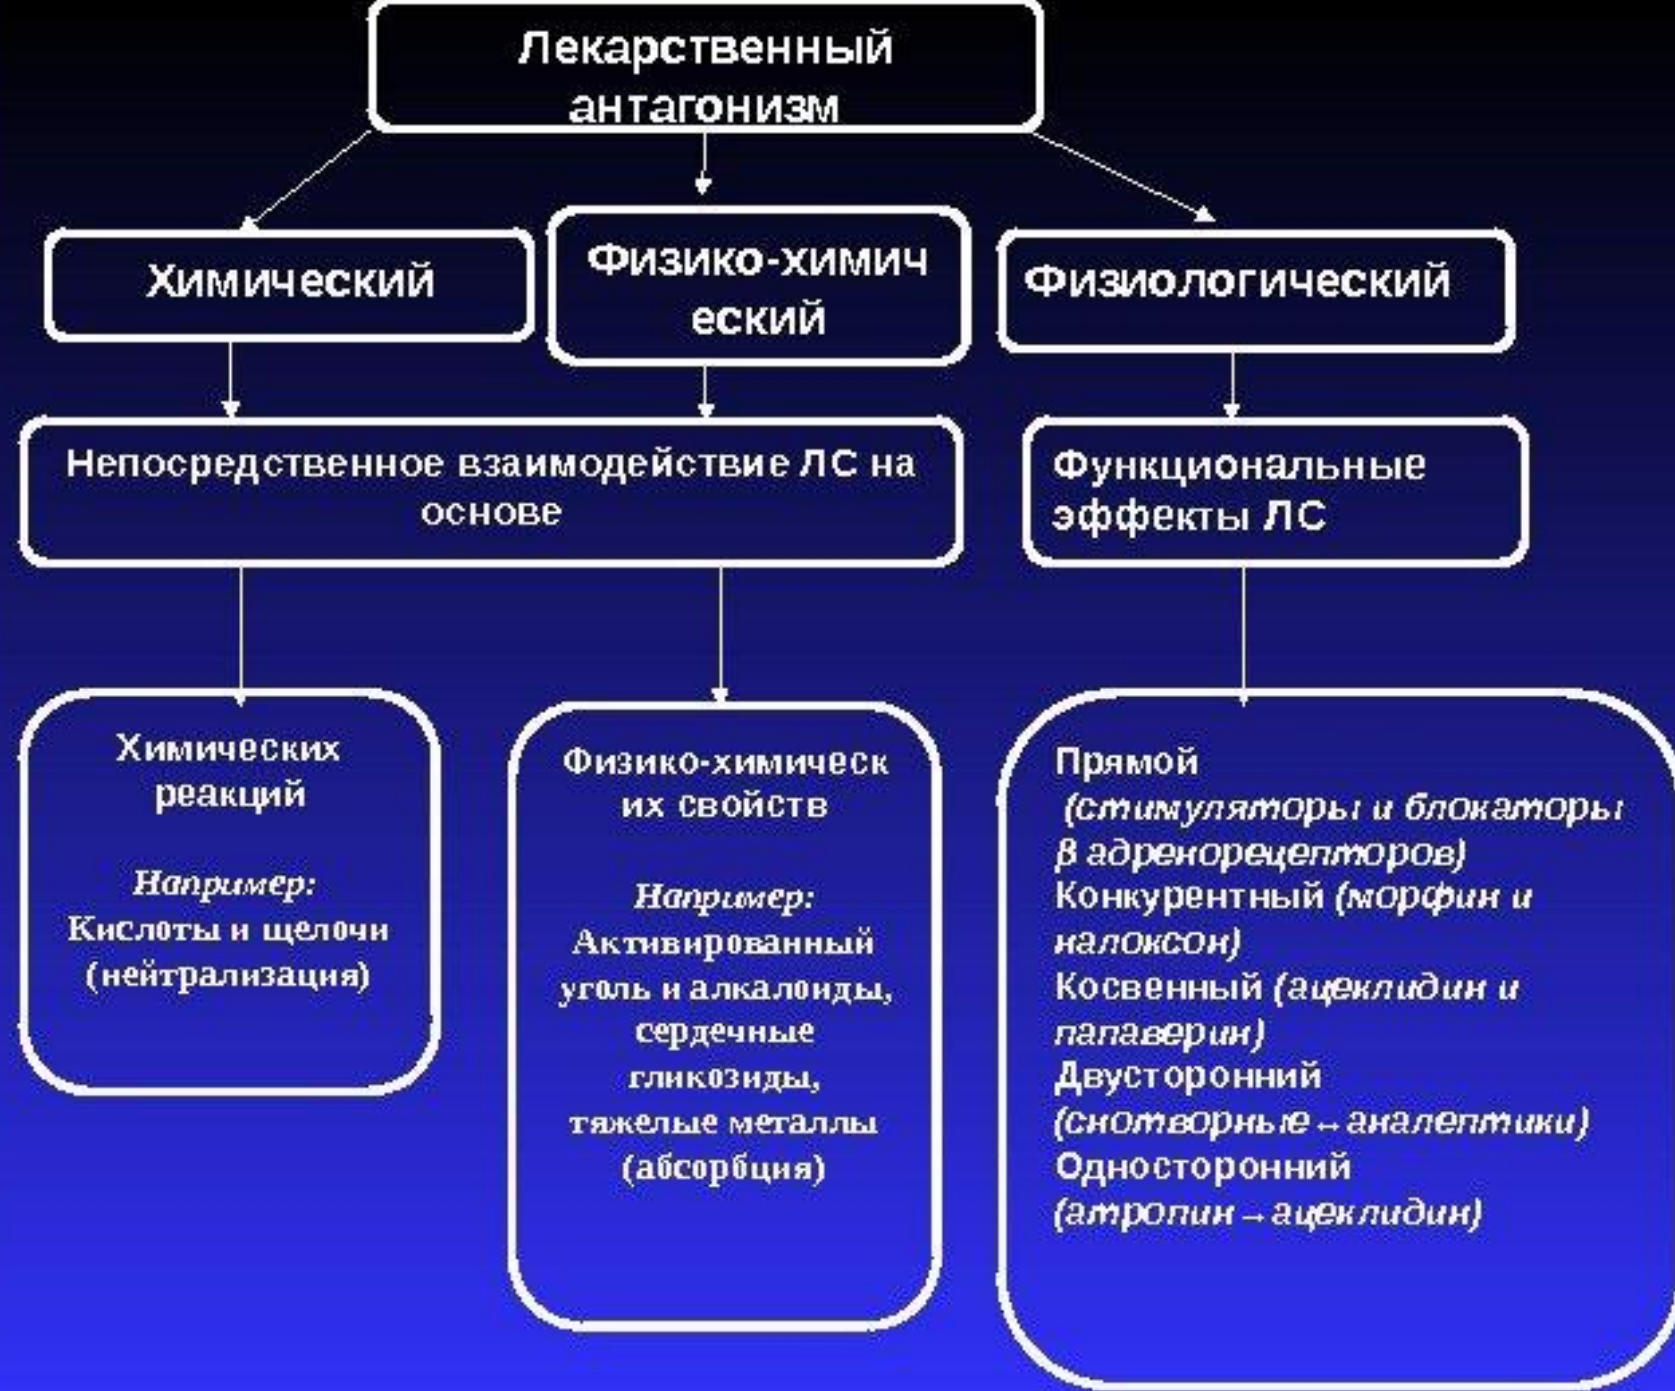 Лекарственный
антагонизм
Химический
Физико-химич
еский
Физиологический
Непосредственное взаимодействие ЛС на
основе
Функциональные
эффекты ЛС
Химических
реакций
Например:
Кислоты и щелочи
(нейтрализация)
Физико-химическ
их свойств
Например:
Активированный
уголь и алкалоиды,
сердечные
гликозиды,
тяжелые металлы
(абсорбция)
Прямой
(стимуляторы и блокаторы
β адренорецепторов)
Конкурентный (морфин и
налоксон)
Косвенный (ацеклидин и
папаверин)
Двусторонний
(снотворные↔аналептики)
Односторонний
(атропин→ацеклидин)